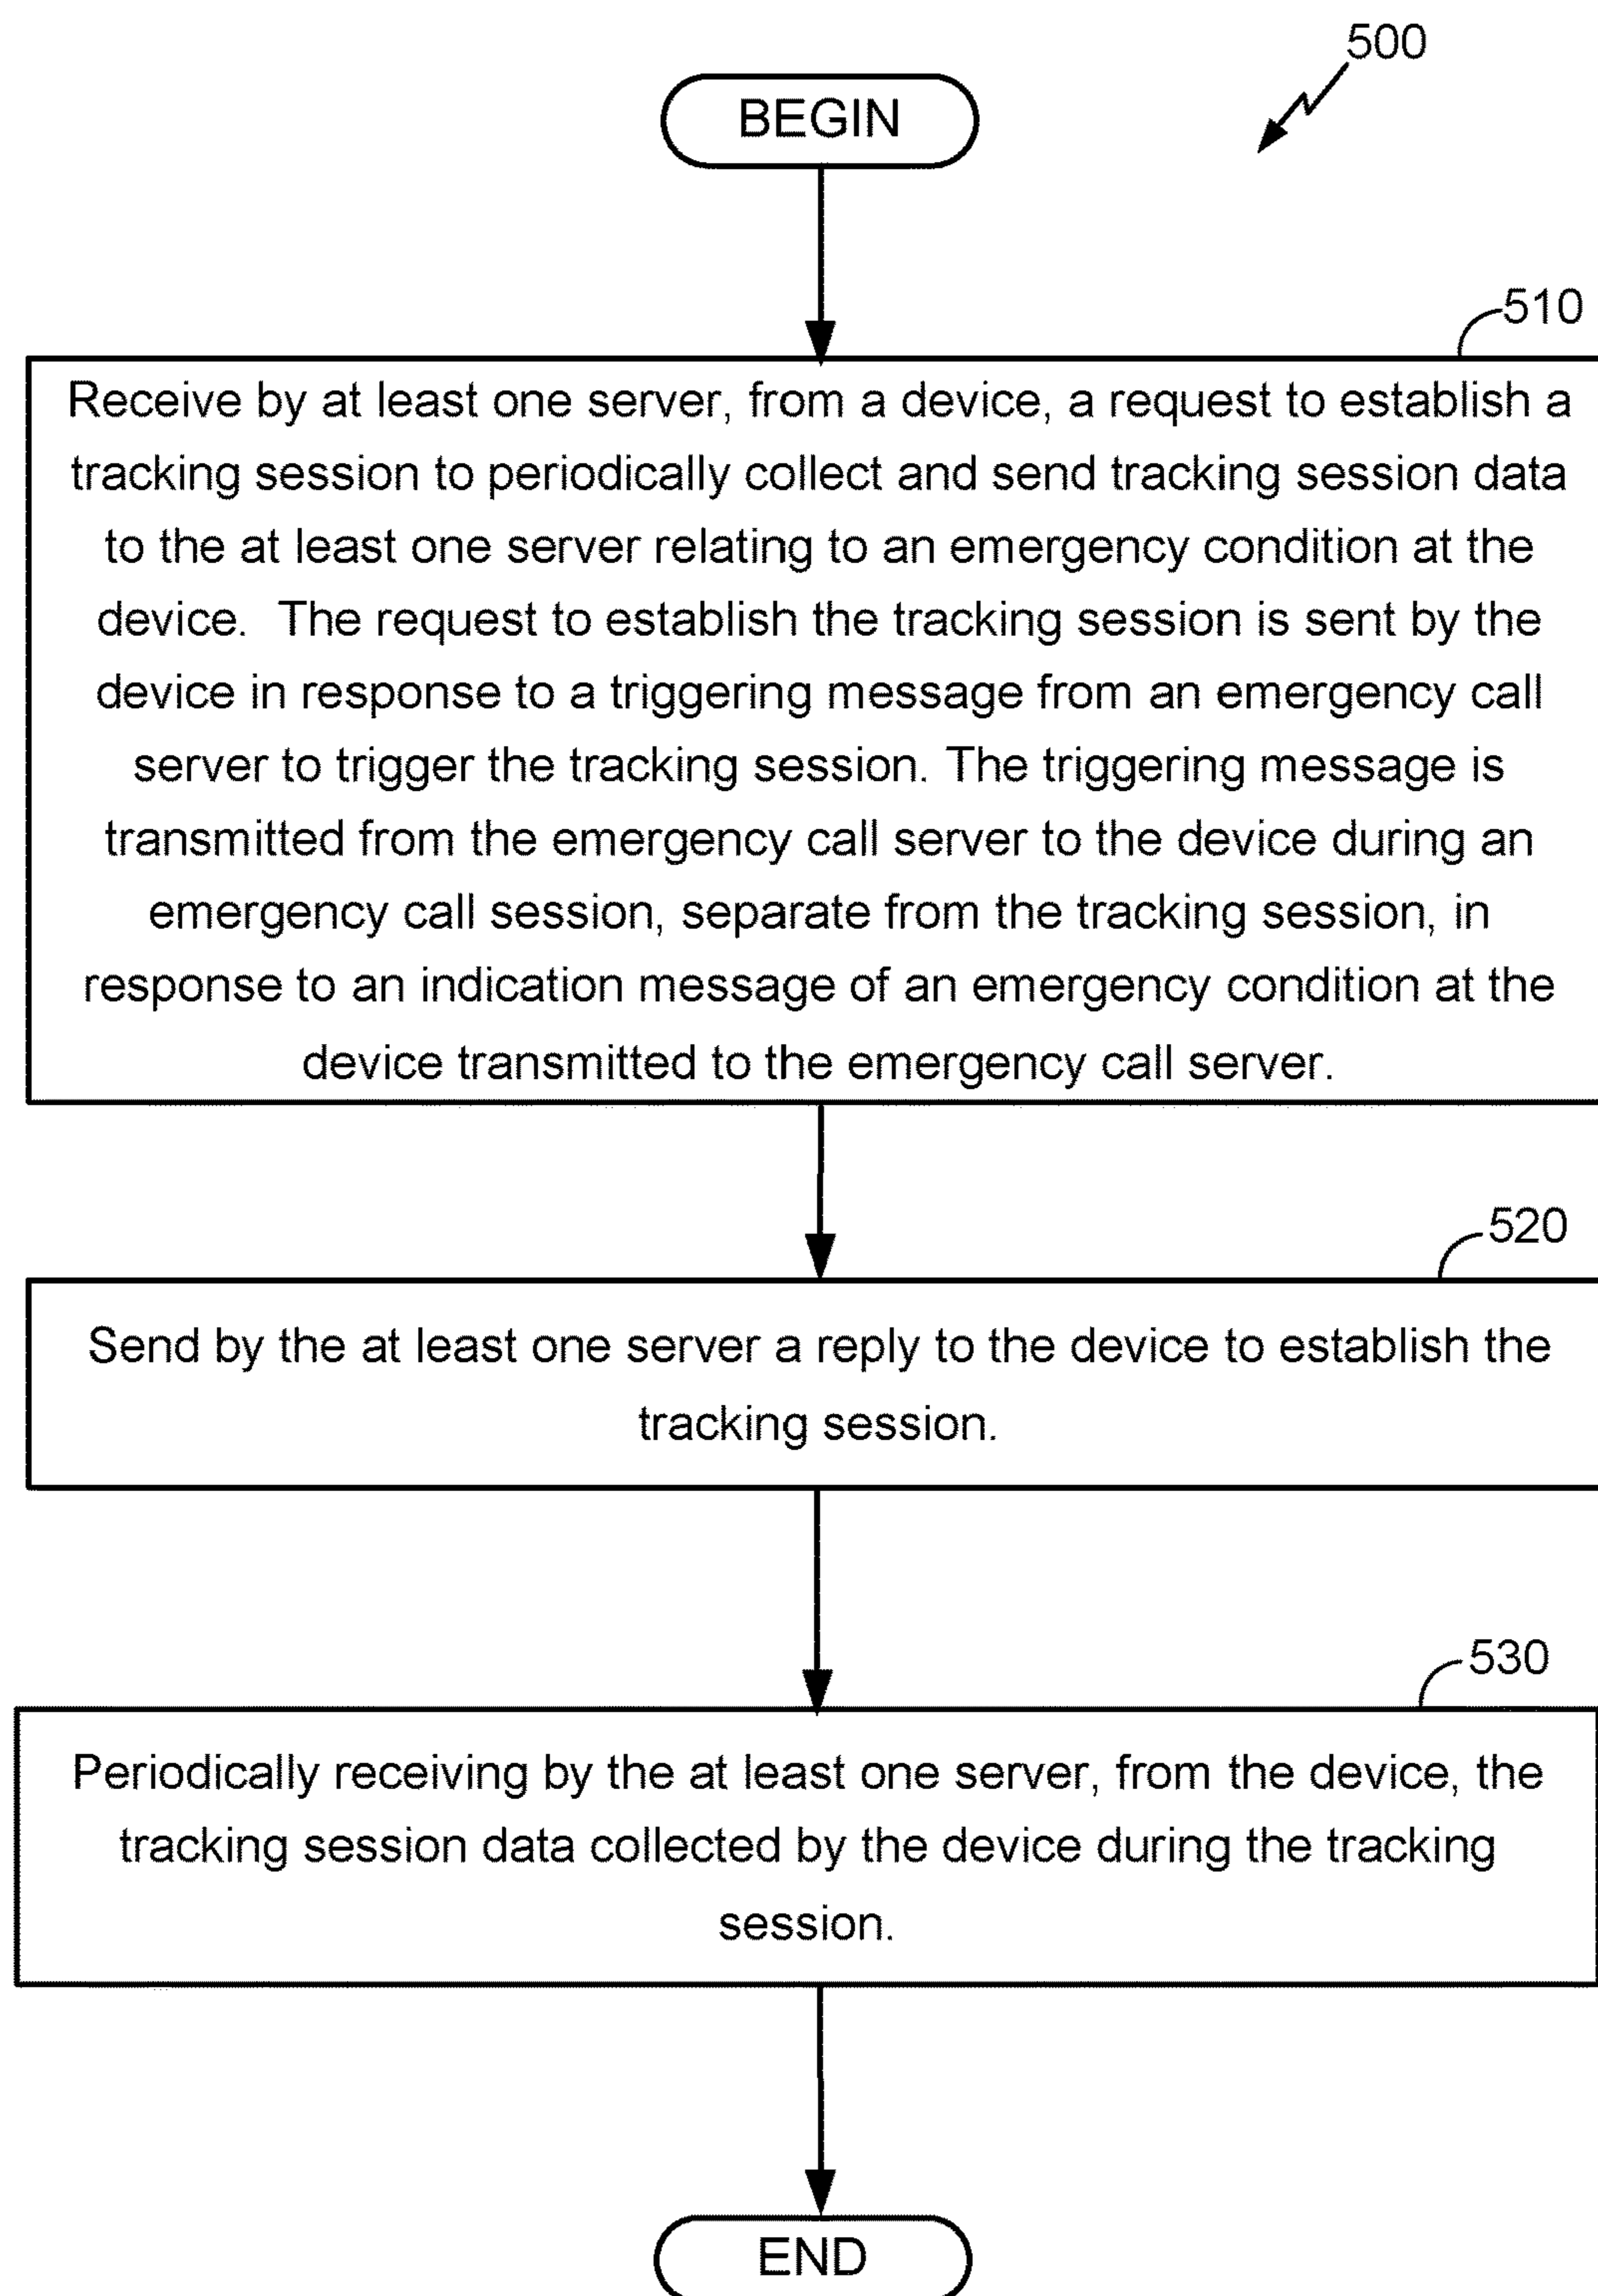 500
BEGIN
510
Receive by at least one server, from a device, a request to establish a
tracking session to periodically collect and send tracking session data
to the at least one server relating to an emergency condition at the
device.  The request to establish the tracking session is sent by the
device in response to a triggering message from an emergency call
server to trigger the tracking session. The triggering message is
transmitted from the emergency call server to the device during an
emergency call session, separate from the tracking session, in
response to an indication message of an emergency condition at the
device transmitted to the emergency call server.
520
Send by the at least one server a reply to the device to establish the
tracking session.
530
Periodically receiving by the at least one server, from the device, the
tracking session data collected by the device during the tracking
session.
END